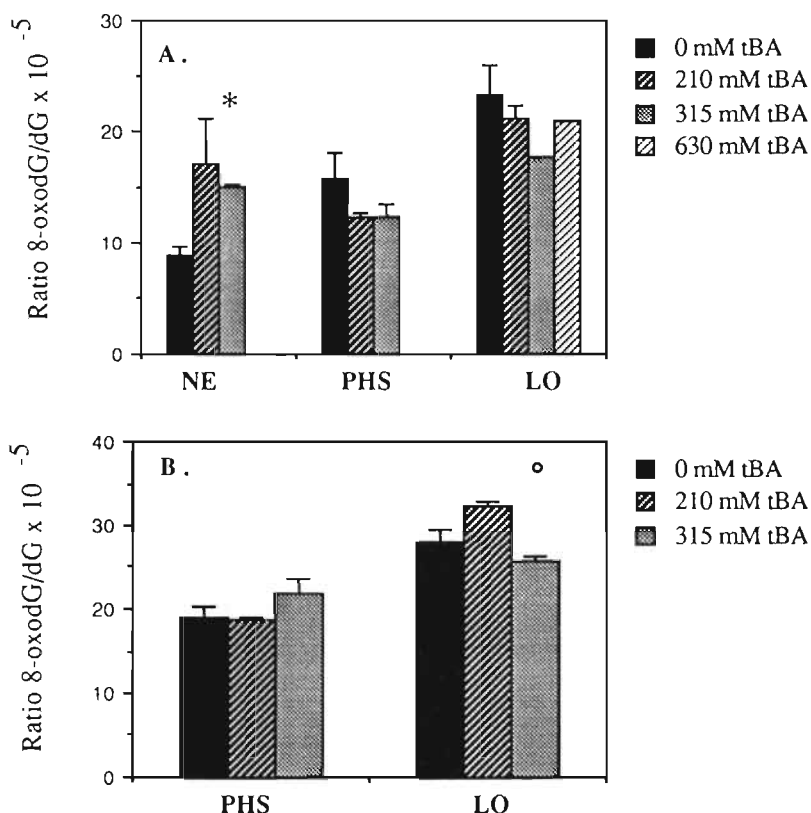 Ratio 8-oxodG/dG x 10 -5
30
20
10
0
A .
*
NE
PHS
LO
0 mM tBA
210 mM tBA
315 mM tBA
630 mM tBA
Ratio 8-oxodG/dG x 10 -5
40
30
20
10
0
B .
°
PHS
LO
0 mM tBA
210 mM tBA
315 mM tBA